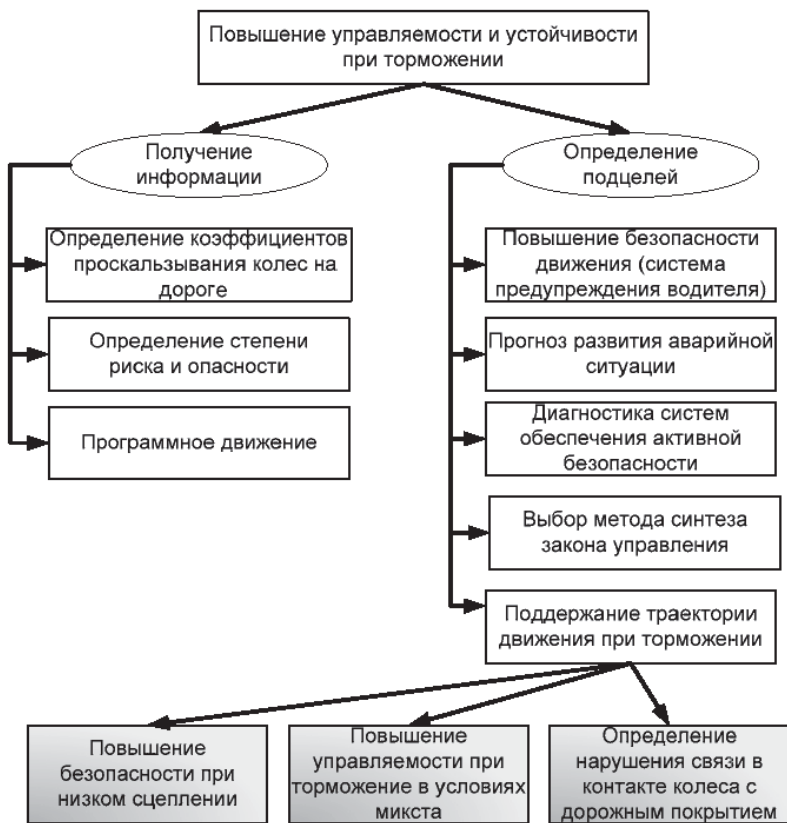 Повышение управляемости и устойчивости
при торможении
Получение
информации
Определение
подцелей
Определение коэффициентов
проскальзывания колес на
дороге
Определение степени
риска и опасности
Программное движение
Повышение безопасности
движения (система
предупреждения водителя)
Прогноз развития аварийной
ситуации
Диагностика систем
обеспечения активной
безопасности
Выбор метода синтеза
закона управления
Поддержание траектории
движения при торможении
Повышение
безопасности при
низком сцеплении
Повышение
управляемости при
торможение в условиях
микста
Определение
нарушения связи в
контакте колеса с
дорожным покрытием